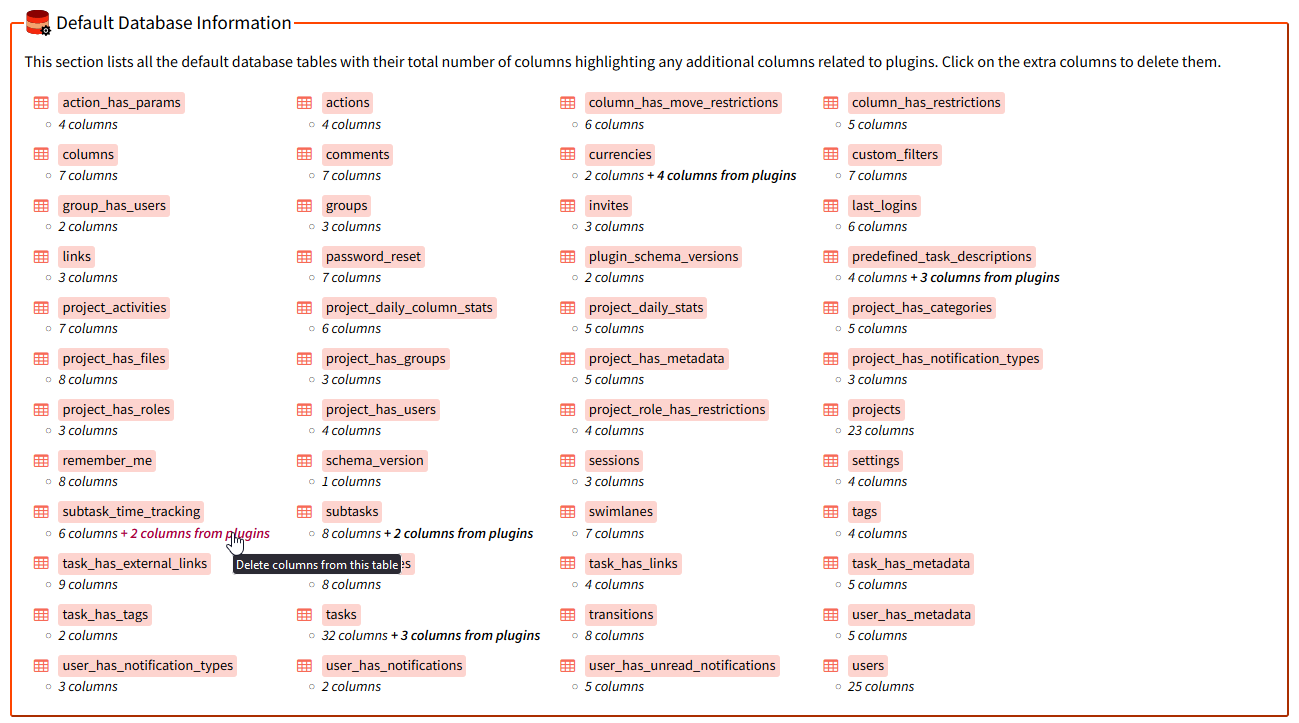 Default Database Information
This section lists all the default database tables with their total number of columns highlighting any additional columns related to plugins. Click on the extra columns to delete them.
action_has_params actions column_has_move_restrictions column_has_restrictions
4 columns 4 columns 6 columns 5 columns
columns comments currencies custom_filters
7 columns 7 columns 2 columns + 4 columns from plugins 7 columns
group_has_users groups invites last_logins
2 columns 3 columns 3 columns 6 columns
links password_reset plugin_schema_versions predefined_task_descriptions
3 columns 7 columns 2 columns 4 columns + 3 columns from plugins
project_activities project_daily_column_stats project_daily_stats project_has_categories
7 columns 6 columns 5 columns 5 columns
project_has_files project_has_groups project_has_metadata project_has_notification_types
8 columns 3 columns 5 columns 3 columns
project_has_roles project_has_users project_role_has_restrictions projects
3 columns 4 columns 4 columns 23 columns
remember_me schema_version sessions settings
8 columns 1 columns 3 columns 4 columns
subtask_time_tracking subtasks swimlanes tags
6 columns + 2 columns from plugins 8 columns + 2 columns from plugins 7 columns 4 columns
task_has_external_links Delete columns from this table es task_has_links task_has_metadata
9 columns 8 columns 4 columns 5 columns
task_has_tags tasks transitions user_has_metadata
2 columns 32 columns + 3 columns from plugins 8 columns 5 columns
user_has_notification_types user_has_notifications user_has_unread_notifications users
3 columns 2 columns 5 columns 25 columns